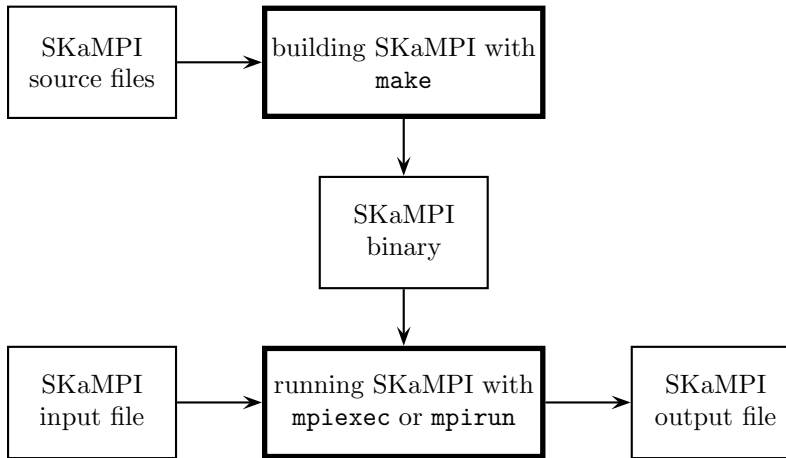 SKaMPI
source files
building SKaMPI with
make
SKaMPI
binary
SKaMPI
input file
running SKaMPI with
mpiexec or mpirun
SKaMPI
output file